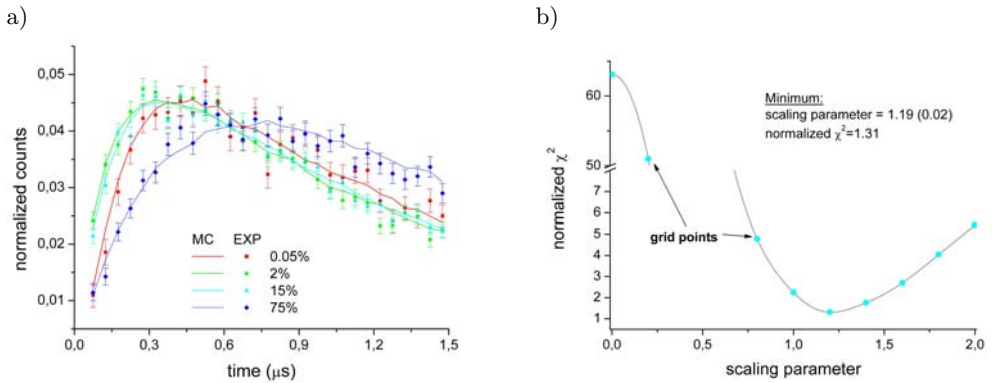 a)
normalized counts
0,05
0,04
0,03
0,02
0,01
MC EXP
0.05%
2%
15%
75%
0,0 0,3 0,6 0,9 1,2 1,5
time (μs)
b)
normalized χ²
60
50
7
6
5
4
3
2
1
Minimum:
scaling parameter = 1.19 (0.02)
normalized χ²=1.31
grid points
0,0 0,5 1,0 1,5 2,0
scaling parameter